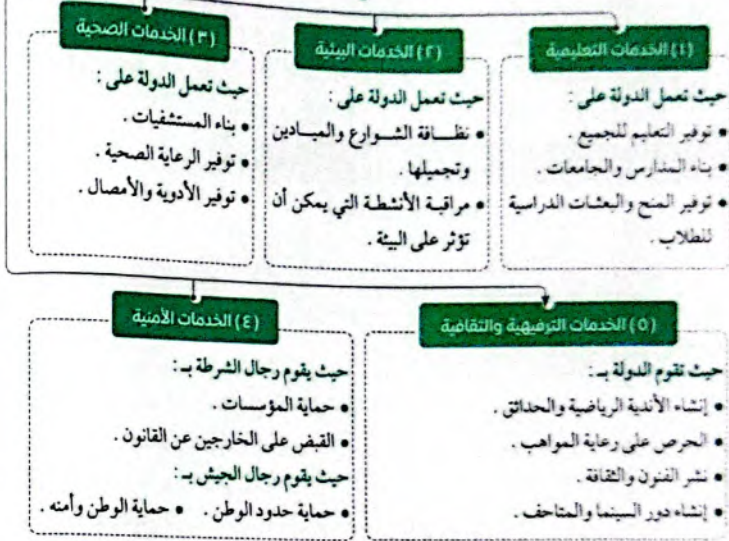 (١) الخدمات التعليمية
حيث تعمل الدولة على :
• توفير التعليم للجميع .
• بناء المدارس والجامعات .
• توفير المنح والبعثات الدراسية
للطلاب .
(٢) الخدمات البيئية
حيث تعمل الدولة على :
• نظافة الشوارع والميادين
وتجميلها .
• مراقبة الأنشطة التي يمكن أن
تؤثر على البيئة .
(٣) الخدمات الصحية
حيث تعمل الدولة على :
• بناء المستشفيات .
• توفير الرعاية الصحية .
• توفير الأدوية والأمصال .
(٤) الخدمات الأمنية
حيث يقوم رجال الشرطة بـ :
• حماية المؤسسات .
• القبض على الخارجين عن القانون .
حيث يقوم رجال الجيش بـ :
• حماية حدود الوطن . • حماية الوطن وأمنه .
(٥) الخدمات الترفيهية والثقافية
حيث تقوم الدولة بـ :
• إنشاء الأندية الرياضية والحدائق .
• الحرص على رعاية المواهب .
• نشر الفنون والثقافة .
• إنشاء دور السينما والمتاحف .